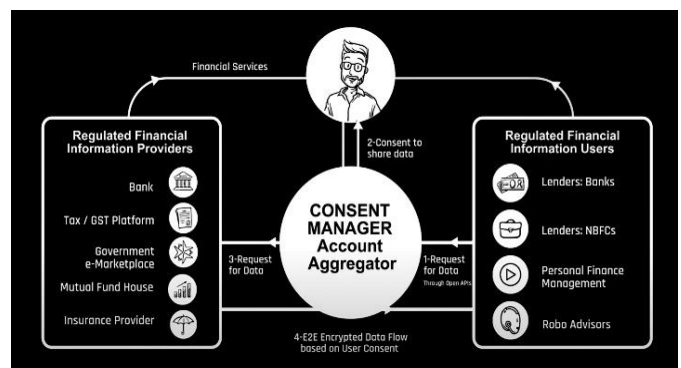 Financial Services
Regulated Financial
Information Providers
Bank
Tax / GST Platform
Government
e-Marketplace
Mutual Fund House
Insurance Provider
2-Consent to
share data
CONSENT
MANAGER
Account
Aggregator
3-Request
for Data
1-Request
for Data
Through Open APIs
4-E2E Encrypted Data Flow
based on User Consent
Regulated Financial
Information Users
Lenders: Banks
Lenders: NBFCs
Personal Finance
Management
Robo Advisors